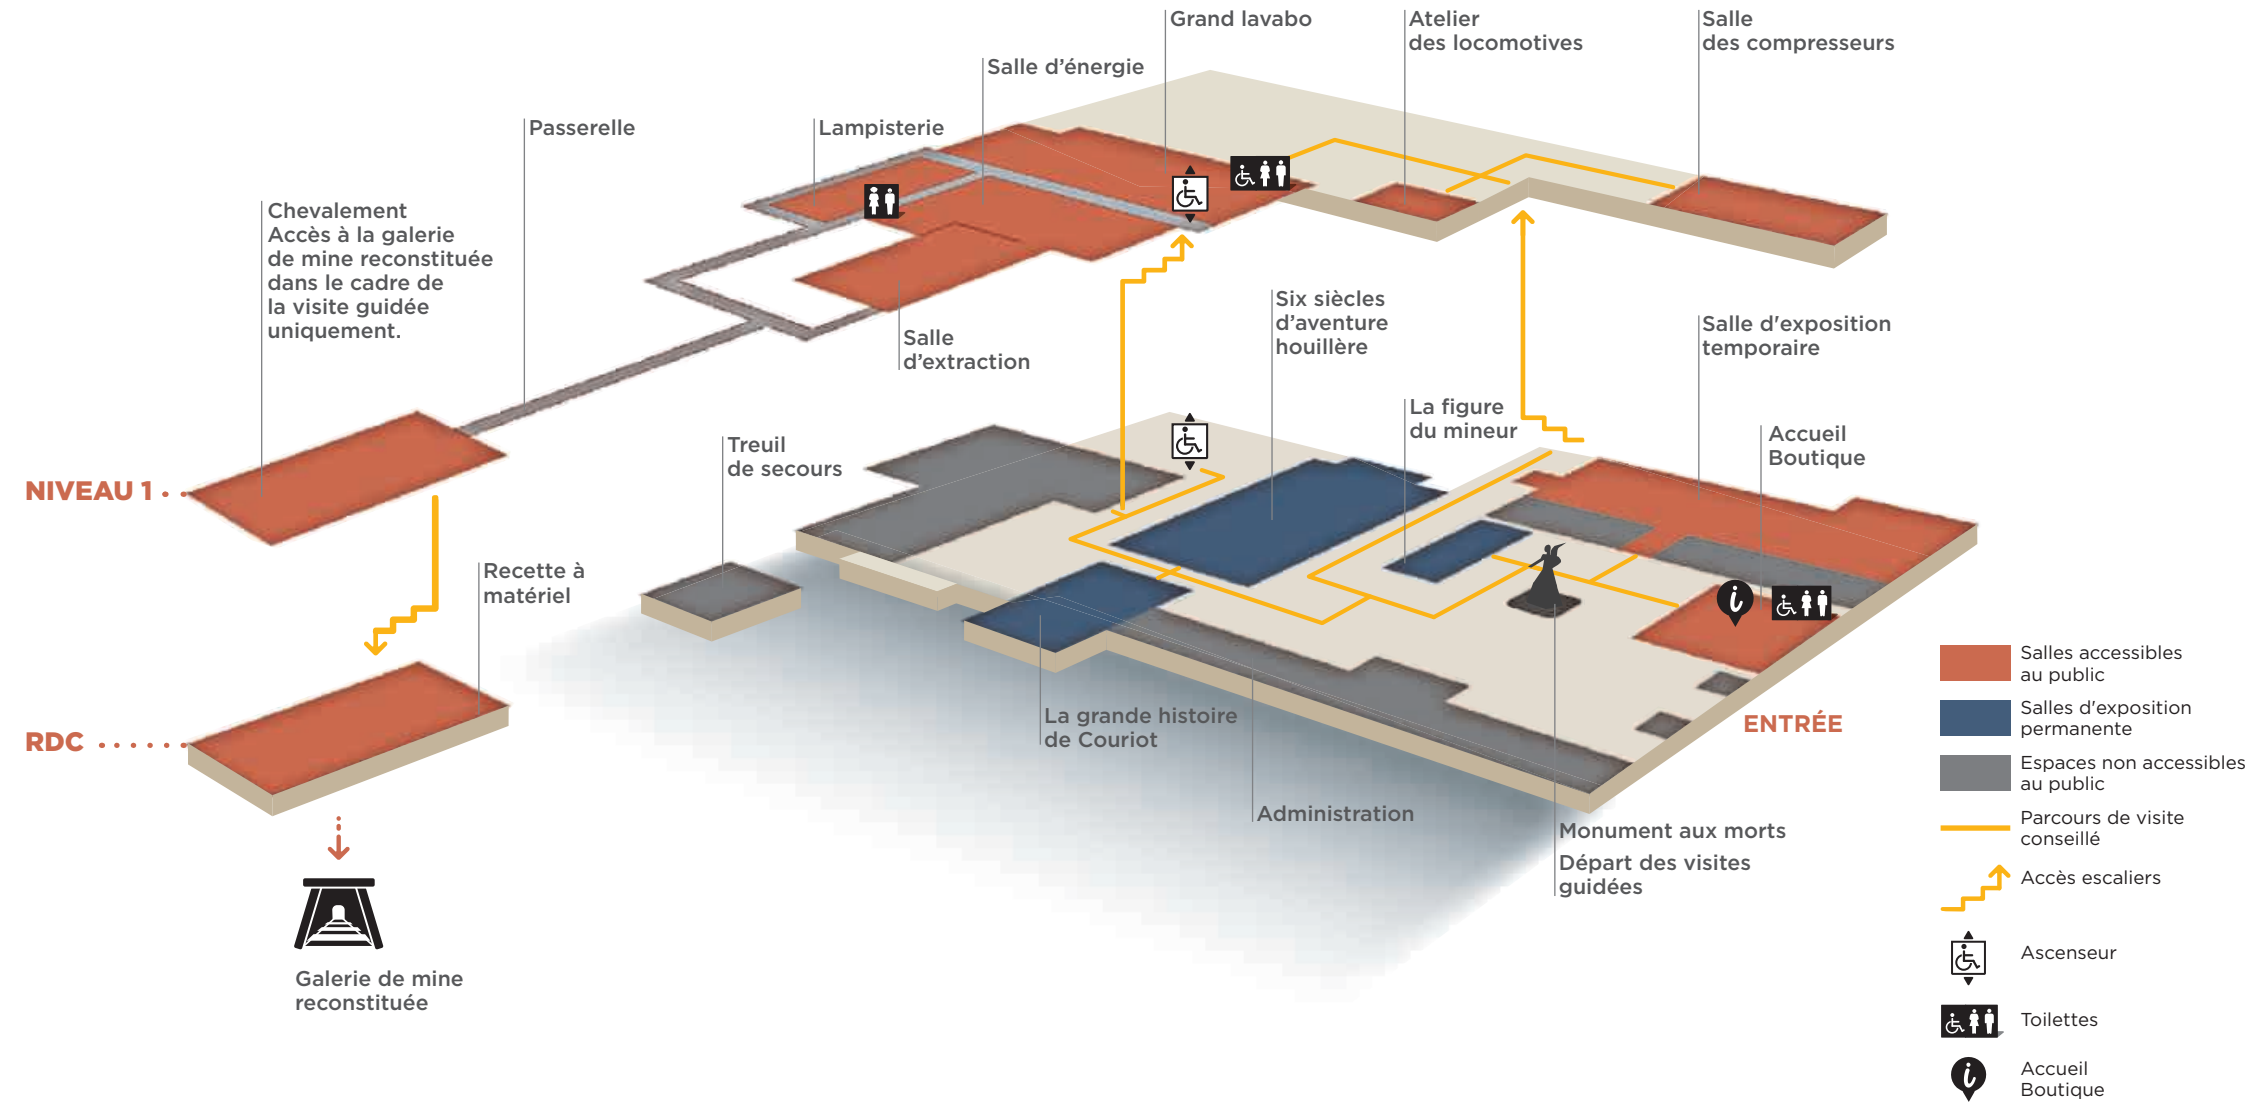 Grand lavabo
Atelier
des locomotives
Salle
des compresseurs
Salle d’énergie
Passerelle
Lampisterie
Chevalement
Accès à la galerie
de mine reconstituée
dans le cadre de
la visite guidée
uniquement.
Salle
d’extraction
Six siècles
d’aventure
houillère
Salle d'exposition
temporaire
La figure
du mineur
Accueil
Boutique
Treuil
de secours
NIVEAU 1
Recette à
matériel
RDC
La grande histoire
de Couriot
ENTRÉE
Administration
Monument aux morts
Départ des visites
guidées
Galerie de mine
reconstituée
Salles accessibles
au public
Salles d'exposition
permanente
Espaces non accessibles
au public
Parcours de visite
conseillé
Accès escaliers
Ascenseur
Toilettes
Accueil
Boutique